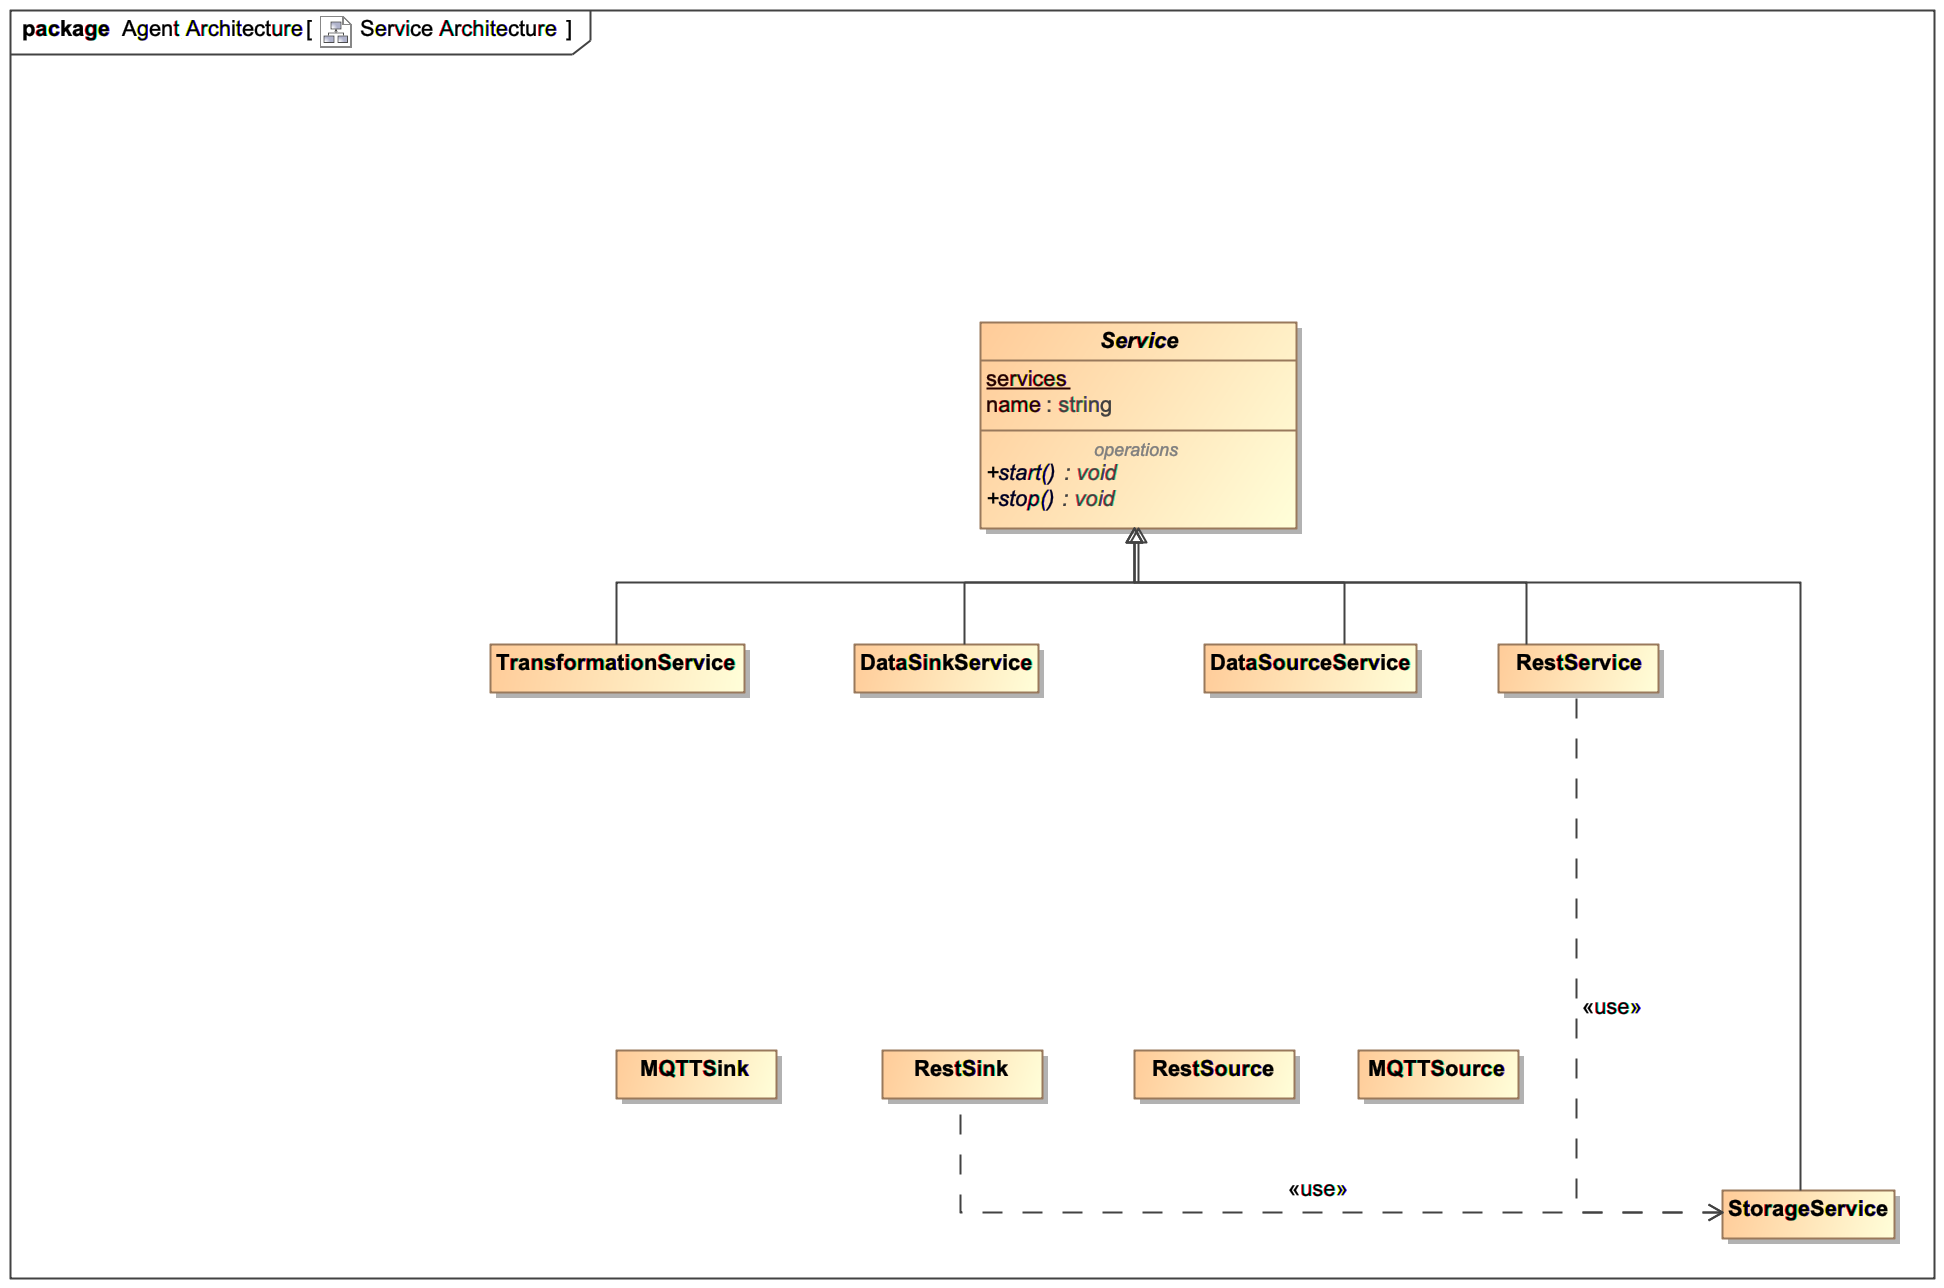 package Agent Architecture[ Service Architecture ]
Service
services
name : string
operations
+start() : void
+stop() : void
TransformationService
DataSinkService
DataSourceService
RestService
«use»
MQTTSink
RestSink
RestSource
MQTTSource
«use»
StorageService